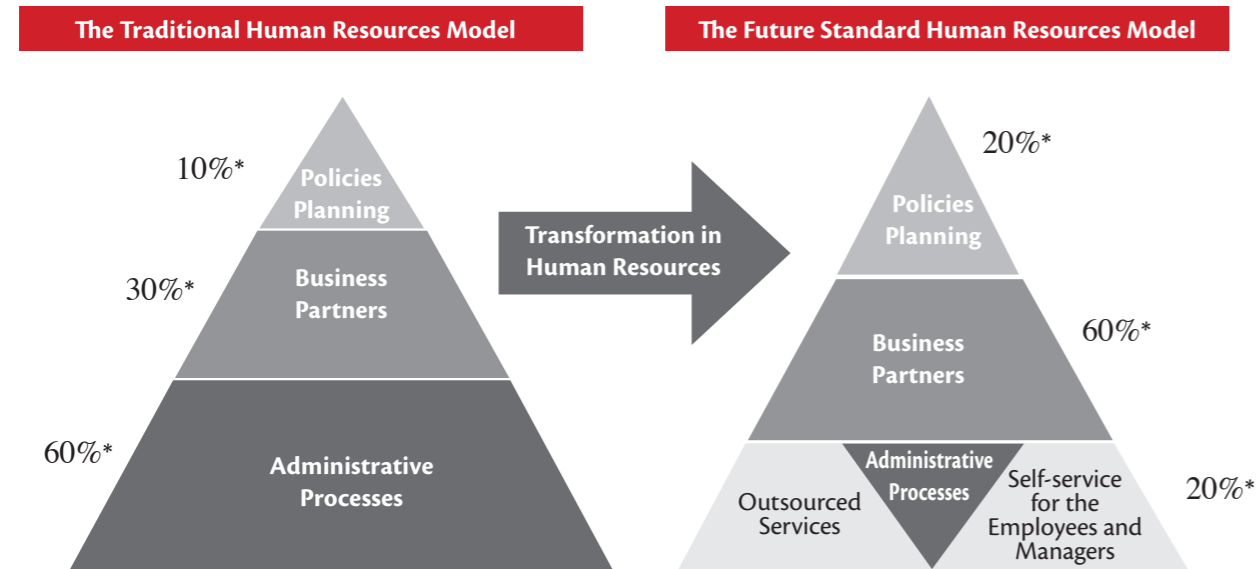 The Traditional Human Resources Model
10%*
Policies
Planning
30%*
Business
Partners
60%*
Administrative
Processes
Transformation in
Human Resources
The Future Standard Human Resources Model
20%*
Policies
Planning
60%*
Business
Partners
20%*
Outsourced
Services
Administrative
Processes
Self-service
for the
Employees and
Managers